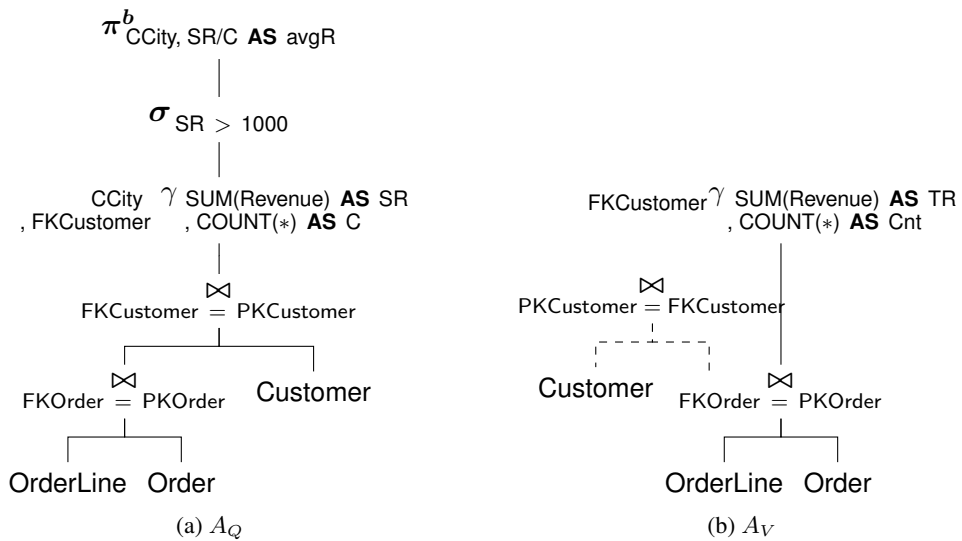 π^b CCity, SR/C AS avgR
σ SR > 1000
CCity γ SUM(Revenue) AS SR
, FKCustomer , COUNT(∗) AS C
⋈
FKCustomer = PKCustomer
⋈
FKOrder = PKOrder
Customer
OrderLine Order
(a) A_Q
FKCustomer γ SUM(Revenue) AS TR
, COUNT(∗) AS Cnt
⋈
PKCustomer = FKCustomer
Customer
⋈
FKOrder = PKOrder
OrderLine Order
(b) A_V